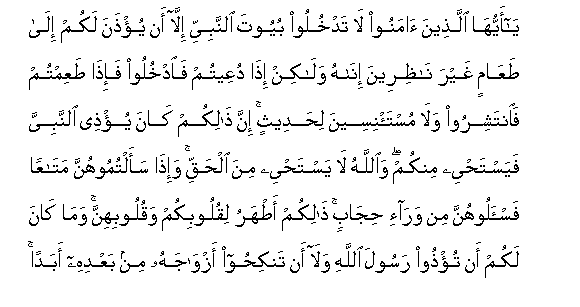 يَـٰٓأَيُّهَا ٱلَّذِينَ ءَامَنُوا۟ لَا تَدْخُلُوا۟ بُيُوتَ ٱلنَّبِىِّ إِلَّآ أَن يُؤْذَنَ لَكُمْ إِلَىٰ
طَعَامٍ غَيْرَ نَـٰظِرِينَ إِنَىٰهُ وَلَـٰكِنْ إِذَا دُعِيتُمْ فَٱدْخُلُوا۟ فَإِذَا طَعِمْتُمْ
فَٱنتَشِرُوا۟ وَلَا مُسْتَـْٔنِسِينَ لِحَدِيثٍ ۚ إِنَّ ذَٰلِكُمْ كَانَ يُؤْذِى ٱلنَّبِىَّ
فَيَسْتَحْىِۦ مِنكُمْ ۖ وَٱللَّهُ لَا يَسْتَحْىِۦ مِنَ ٱلْحَقِّ ۚ وَإِذَا سَأَلْتُمُوهُنَّ مَتَـٰعًا
فَسْـَٔلُوهُنَّ مِن وَرَآءِ حِجَابٍ ۚ ذَٰلِكُمْ أَطْهَرُ لِقُلُوبِكُمْ وَقُلُوبِهِنَّ ۚ وَمَا كَانَ
لَكُمْ أَن تُؤْذُوا۟ رَسُولَ ٱللَّهِ وَلَآ أَن تَنكِحُوٓا۟ أَزْوَٰجَهُۥ مِنۢ بَعْدِهِۦٓ أَبَدًا ۚ